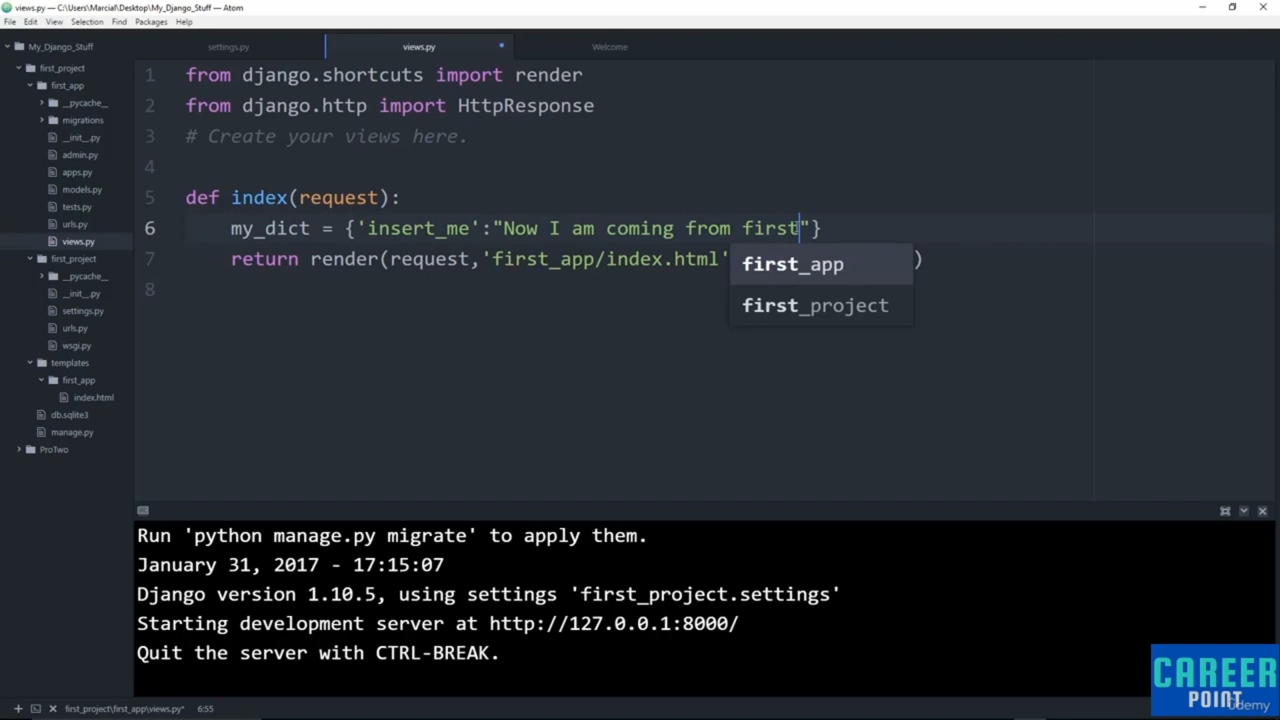 views.py — C:\Users\Marcial\Desktop\My_Django_Stuff — Atom
File Edit View Selection Find Packages Help
My_Django_Stuff
first_project
first_app
__pycache__
migrations
__init__.py
admin.py
apps.py
models.py
tests.py
urls.py
views.py
first_project
__pycache__
__init__.py
settings.py
urls.py
wsgi.py
templates
first_app
index.html
db.sqlite3
manage.py
ProTwo
settings.py views.py Welcome
1 from django.shortcuts import render
2 from django.http import HttpResponse
3 # Create your views here.
4
5 def index(request):
6 my_dict = {'insert_me':"Now I am coming from first"}
7 return render(request,'first_app/index.html' )
8
first_app
first_project
Run 'python manage.py migrate' to apply them.
January 31, 2017 - 17:15:07
Django version 1.10.5, using settings 'first_project.settings'
Starting development server at http://127.0.0.1:8000/
Quit the server with CTRL-BREAK.
first_project\first_app\views.py* 6:55
CAREER
POINT
Udemy